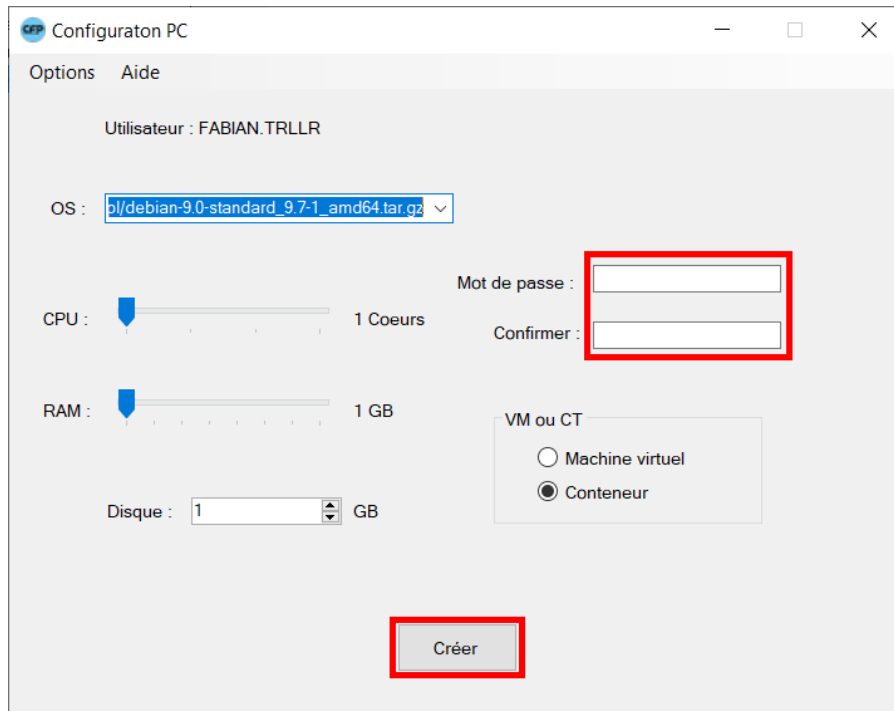 CFP Configuraton PC
Options Aide
Utilisateur : FABIAN.TRLLR
OS : pl/debian-9.0-standard_9.7-1_amd64.tar.gz
Mot de passe :
CPU : 1 Coeurs
Confirmer :
RAM : 1 GB
VM ou CT
Machine virtuel
Conteneur
Disque : 1 GB
Créer